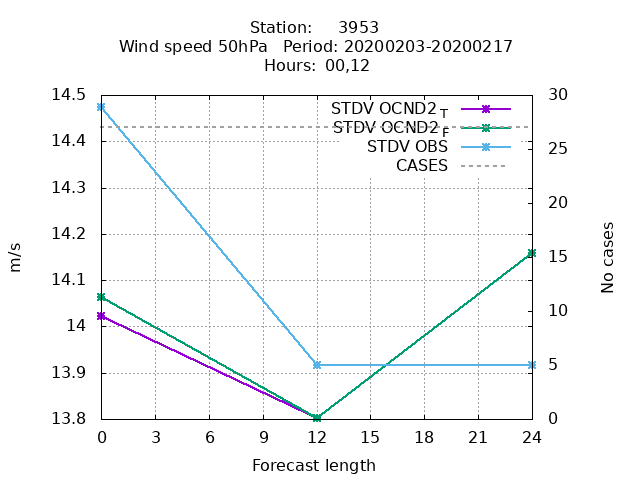 Station: 3953
Wind speed 50hPa Period: 20200203-20200217
Hours: 00,12
14.5
14.4
14.3
14.2
14.1
14
13.9
13.8
m/s
STDV OCND2_T
STDV OCND2_F
STDV OBS
CASES
30
25
20
15
10
5
0
No cases
0 3 6 9 12 15 18 21 24
Forecast length